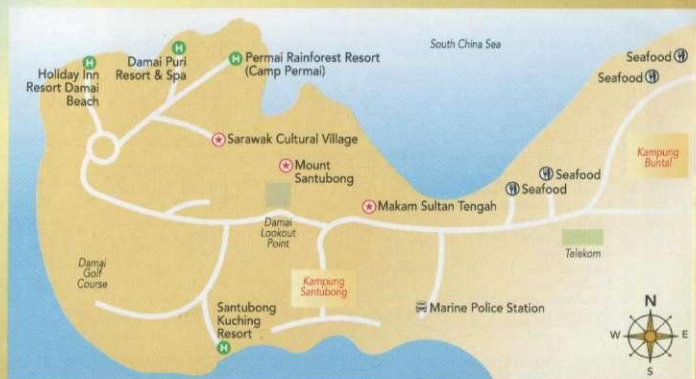 South China Sea
H
Damai Puri
Resort & Spa
H
Permai Rainforest Resort
(Camp Permai)
H
Holiday Inn
Resort Damai
Beach
Seafood
Seafood
Sarawak Cultural Village
Mount
Santubong
Kampung
Buntal
Seafood
Seafood
Makam Sultan Tengah
Damai
Lookout
Point
Telekom
Damai
Golf
Course
Kampung
Santubong
Santubong
Kuching
Resort
H
Marine Police Station
N
W
E
S